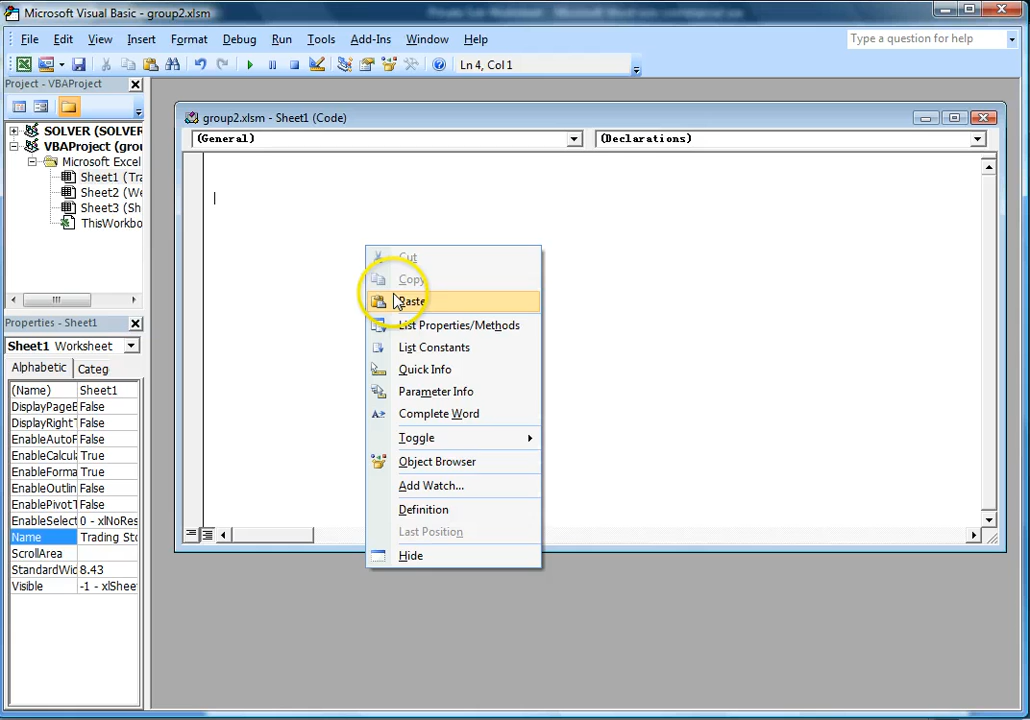 Microsoft Visual Basic - group2.xlsm
File Edit View Insert Format Debug Run Tools Add-Ins Window Help
Type a question for help
Ln 4, Col 1
Project - VBAProject
SOLVER (SOLVER
VBAProject (grou
Microsoft Excel
Sheet1 (Tra
Sheet2 (We
Sheet3 (Sh
ThisWorkbo
Properties - Sheet1
Sheet1 Worksheet
Alphabetic Categ
(Name) Sheet1
DisplayPageB False
DisplayRightT False
EnableAutoF False
EnableCalcul True
EnableForma True
EnableOutlin False
EnablePivotT False
EnableSelect 0 - xlNoRes
Name Trading Sto
ScrollArea
StandardWid 8.43
Visible -1 - xlSheet
group2.xlsm - Sheet1 (Code)
(General) (Declarations)
Cut
Copy
Paste
List Properties/Methods
List Constants
Quick Info
Parameter Info
Complete Word
Toggle
Object Browser
Add Watch...
Definition
Last Position
Hide